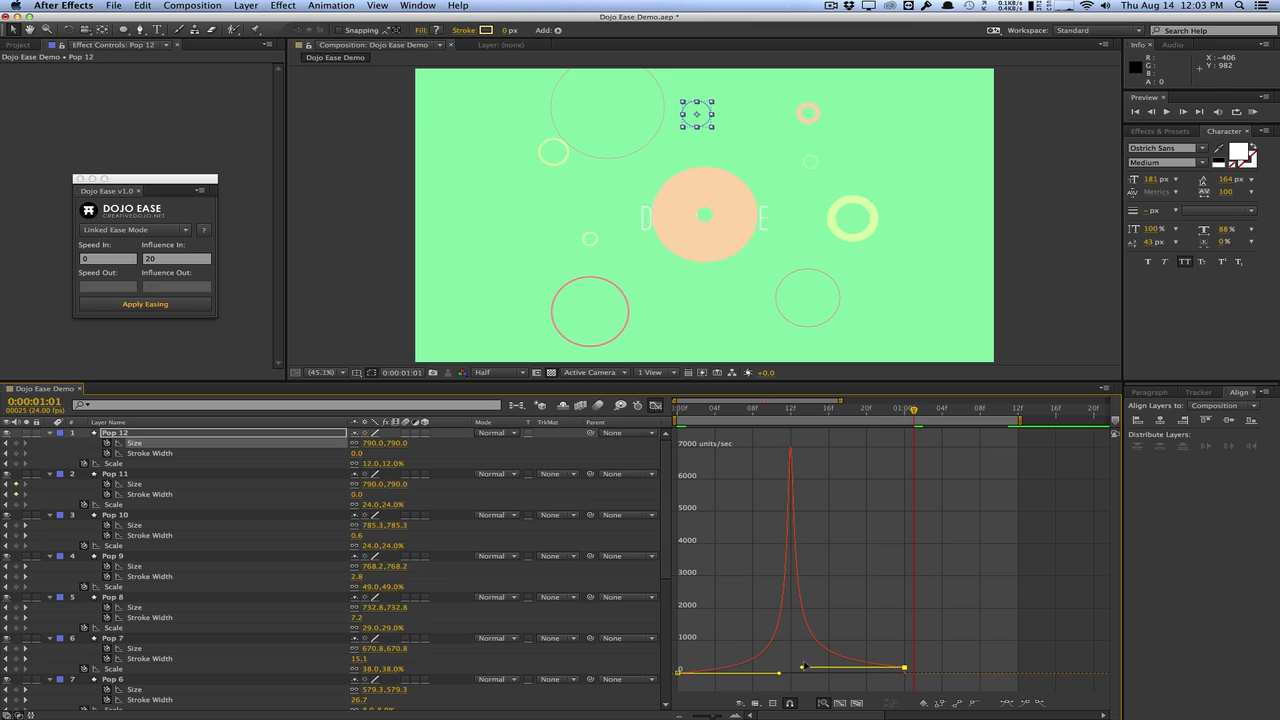 After Effects File Edit Composition Layer Effect Animation View Window Help
0.1KB/s
0.0KB/s
Thu Aug 14 12:03 PM
Dojo Ease Demo.aep *
Snapping Fill: ? Stroke: 0 px Add: Workspace: Standard Search Help
Project Effect Controls: Pop 12 Composition: Dojo Ease Demo Layer: (none) Info Audio
Dojo Ease Demo • Pop 12 Dojo Ease Demo
R :
G :
B :
A : 0
X : -406
Y : 982
Preview
Effects & Presets Character
Ostrich Sans
Medium
181 px 164 px
Metrics 100
- px
100 % 88 %
43 px 0 %
T T TT Tr T¹ T₁
Dojo Ease v1.0
DOJO EASE
CREATIVEDOJO.NET
Linked Ease Mode ?
Speed In: Influence In:
0 20
Speed Out: Influence Out:
Apply Easing
D E
(45.1%) 0:00:01:01 Half Active Camera 1 View +0.0
Dojo Ease Demo
0:00:01:01
00025 (24.00 fps)
# Layer Name Mode T TrkMat Parent
1 Pop 12 Normal None
Size 790.0,790.0
Stroke Width 0.0
Scale 12.0,12.0%
2 Pop 11 Normal None None
Size 790.0,790.0
Stroke Width 0.0
Scale 24.0,24.0%
3 Pop 10 Normal None None
Size 785.3,785.3
Stroke Width 0.6
Scale 24.0,24.0%
4 Pop 9 Normal None None
Size 768.2,768.2
Stroke Width 2.8
Scale 49.0,49.0%
5 Pop 8 Normal None None
Size 732.8,732.8
Stroke Width 7.2
Scale 29.0,29.0%
6 Pop 7 Normal None None
Size 670.8,670.8
Stroke Width 15.1
Scale 38.0,38.0%
7 Pop 6 Normal None None
Size 579.3,579.3
Stroke Width 26.7
:00f 04f 08f 12f 16f 20f 01:00f 04f 08f 12f 16f 20f
7000 units/sec
6000
5000
4000
3000
2000
1000
0
Paragraph Tracker Align
Align Layers to: Composition
Distribute Layers: